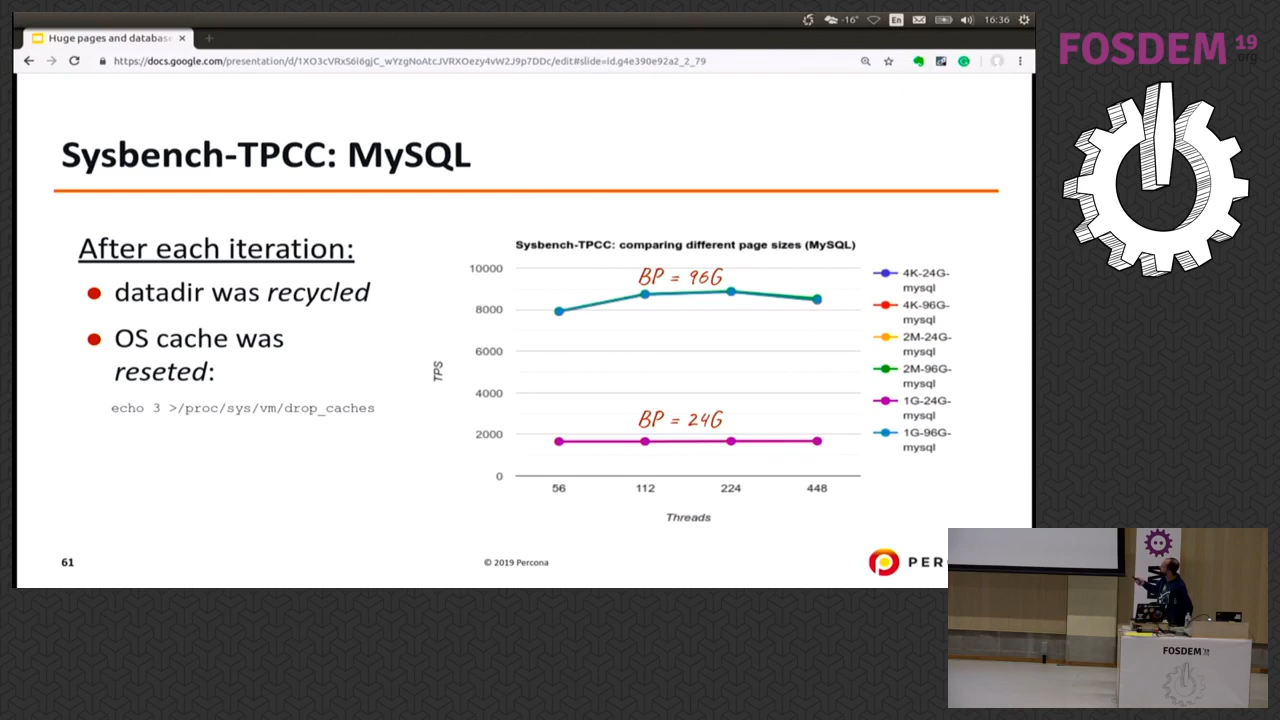 -16°
En
16:36
Huge pages and databas
https://docs.google.com/presentation/d/1XO3cVRxS6i6gjC_wYzgNoAtcJVRXOezy4vW2J9p7DDc/edit#slide=id.g4e390e92a2_2_79
FOSDEM 19
.org
Sysbench-TPCC: MySQL
After each iteration:
datadir was recycled
OS cache was
reseted:
echo 3 >/proc/sys/vm/drop_caches
Sysbench-TPCC: comparing different page sizes (MySQL)
10000
8000
6000
4000
2000
0
TPS
BP = 96G
BP = 24G
56 112 224 448
Threads
4K-24G-
mysql
4K-96G-
mysql
2M-24G-
mysql
2M-96G-
mysql
1G-24G-
mysql
1G-96G-
mysql
61
© 2019 Percona
PER
FOSDEM